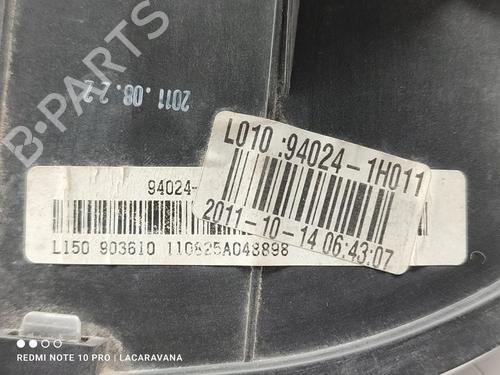 B-PARTS
2011.08.22
L010 :94024-1H011
2011-10-14 06:43:07
94024-
L150 903610 110825A048898
REDMI NOTE 10 PRO | LACARAVANA